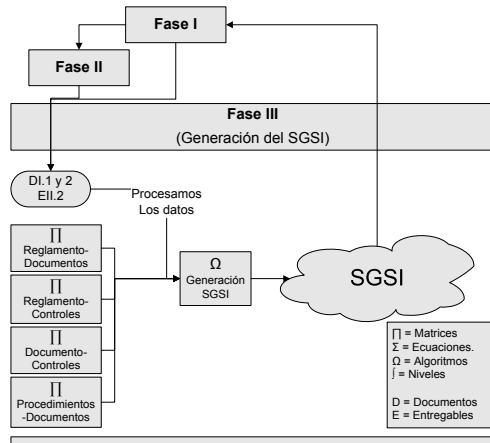 Fase I
Fase II
Fase III
(Generación del SGSI)
DI.1 y 2
EII.2
Procesamos
Los datos
∏
Reglamento-
Documentos
∏
Reglamento-
Controles
∏
Documento-
Controles
∏
Procedimientos
-Documentos
Ω
Generación
SGSI
SGSI
∏ = Matrices
Σ = Ecuaciones.
Ω = Algoritmos
∫ = Niveles
D = Documentos
E = Entregables